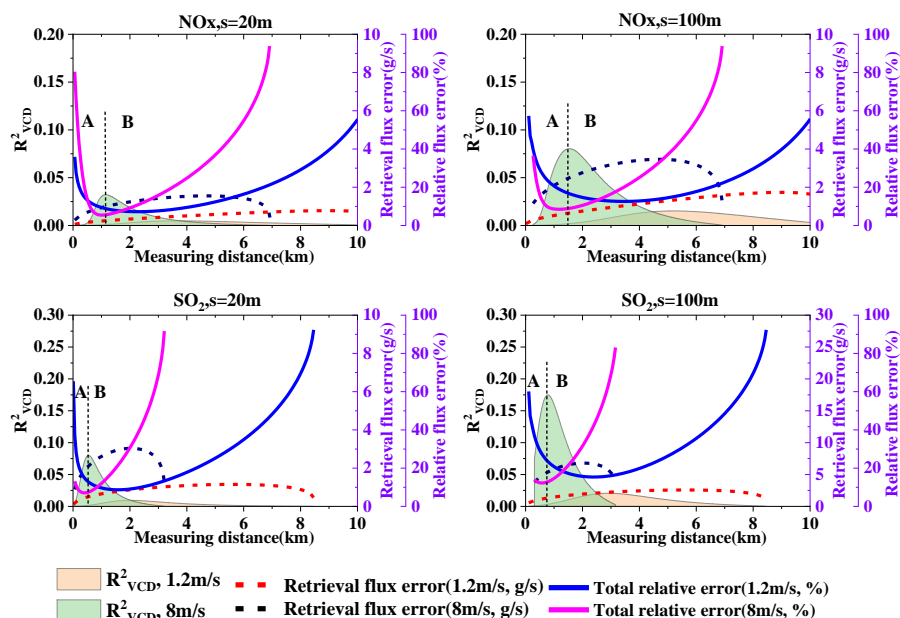 NOx,s=20m
NOx,s=100m
0.20
0.15
0.10
0.05
0.00
R²VCD
A
B
10
8
6
4
2
0
Retrieval flux error(g/s)
100
80
60
40
20
0
Relative flux error(%)
0 2 4 6 8 10
Measuring distance(km)
0.20
0.15
0.10
0.05
0.00
R²VCD
A
B
10
8
6
4
2
0
Retrieval flux error(g/s)
100
80
60
40
20
0
Relative flux error(%)
0 2 4 6 8 10
Measuring distance(km)
SO₂,s=20m
SO₂,s=100m
0.30
0.25
0.20
0.15
0.10
0.05
0.00
R²VCD
A
B
10
8
6
4
2
0
Retrieval flux error(g/s)
100
80
60
40
20
0
Relative flux error(%)
0 2 4 6 8 10
Measuring distance(km)
0.30
0.25
0.20
0.15
0.10
0.05
0.00
R²VCD
A
B
30
25
20
15
10
5
0
Retrieval flux error(g/s)
100
80
60
40
20
0
Relative flux error(%)
0 2 4 6 8 10
Measuring distance(km)
R²VCD, 1.2m/s
Retrieval flux error(1.2m/s, g/s)
Total relative error(1.2m/s, %)
R²VCD, 8m/s
Retrieval flux error(8m/s, g/s)
Total relative error(8m/s, %)